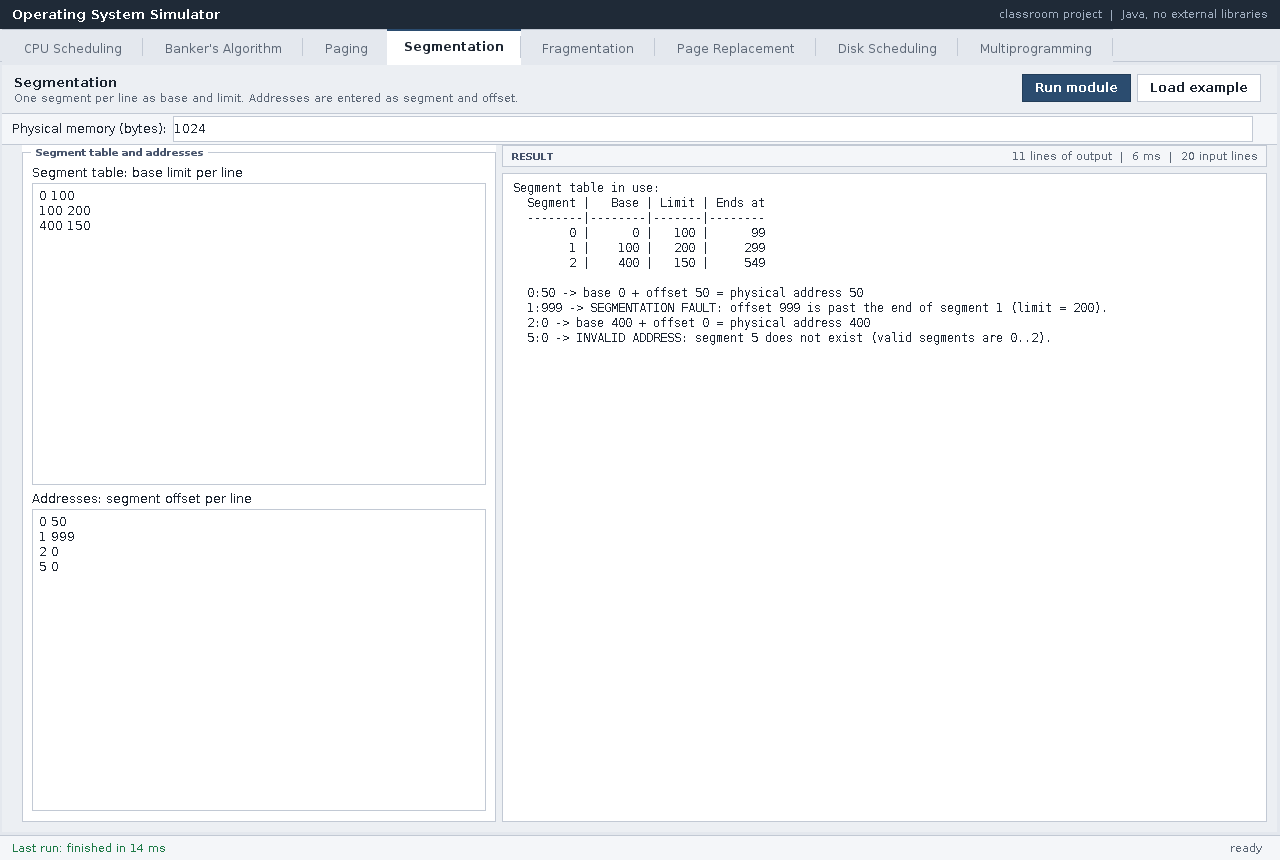 Operating System Simulator
classroom project | Java, no external libraries
CPU Scheduling Banker's Algorithm Paging Segmentation Fragmentation Page Replacement Disk Scheduling Multiprogramming
Segmentation
One segment per line as base and limit. Addresses are entered as segment and offset.
Run module Load example
Physical memory (bytes): 1024
Segment table and addresses
Segment table: base limit per line
0 100
100 200
400 150
Addresses: segment offset per line
0 50
1 999
2 0
5 0
RESULT
11 lines of output | 6 ms | 20 input lines
Segment table in use:
Segment | Base | Limit | Ends at
--------|--------|-------|--------
0 | 0 | 100 | 99
1 | 100 | 200 | 299
2 | 400 | 150 | 549
0:50 -> base 0 + offset 50 = physical address 50
1:999 -> SEGMENTATION FAULT: offset 999 is past the end of segment 1 (limit = 200).
2:0 -> base 400 + offset 0 = physical address 400
5:0 -> INVALID ADDRESS: segment 5 does not exist (valid segments are 0..2).
Last run: finished in 14 ms
ready